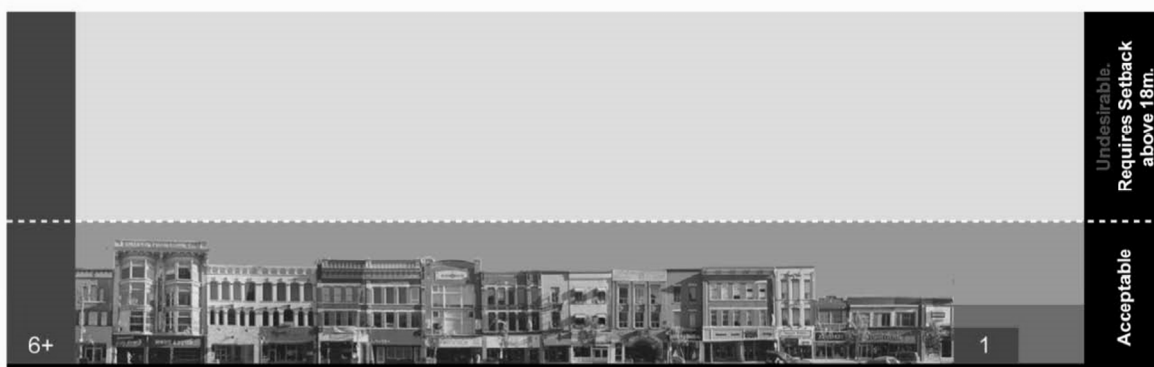 Undesirable.
Requires Setback
above 18m.
Acceptable
6+
1